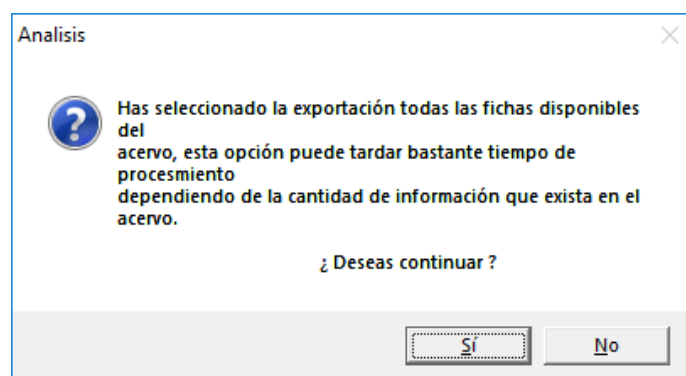 Analisis
Has seleccionado la exportación todas las fichas disponibles
del
acervo, esta opción puede tardar bastante tiempo de
procesmiento
dependiendo de la cantidad de información que exista en el
acervo.
¿ Deseas continuar ?
Sí
No